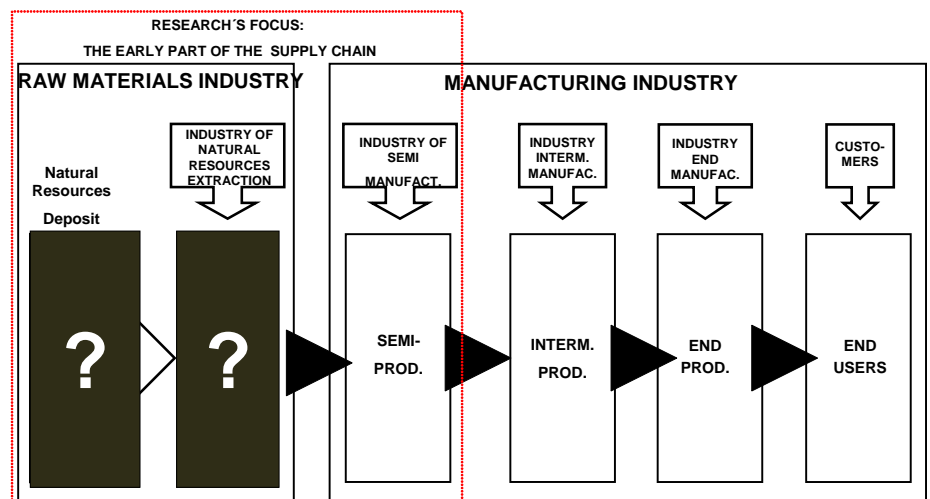 RESEARCH´S FOCUS:
THE EARLY PART OF THE SUPPLY CHAIN
RAW MATERIALS INDUSTRY
MANUFACTURING INDUSTRY
INDUSTRY OF
NATURAL
RESOURCES
EXTRACTION
INDUSTRY OF
SEMI
MANUFACT.
INDUSTRY
INTERM.
MANUFAC.
INDUSTRY
END
MANUFAC.
CUSTO-
MERS
Natural
Resources
Deposit
?
?
SEMI-
PROD.
INTERM.
PROD.
END
PROD.
END
USERS